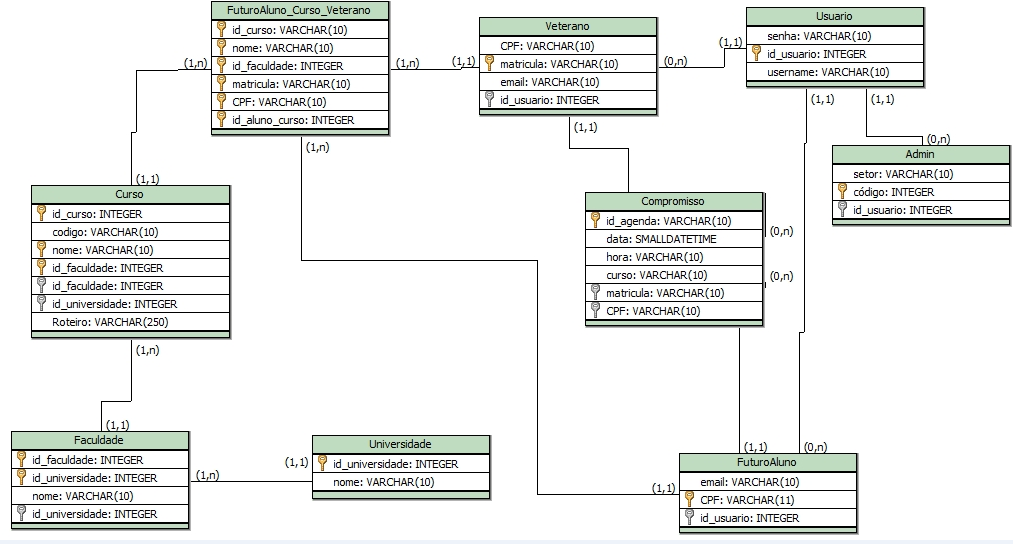 FuturoAluno_Curso_Veterano
id_curso: VARCHAR(10)
nome: VARCHAR(10)
id_faculdade: INTEGER
matricula: VARCHAR(10)
CPF: VARCHAR(10)
id_aluno_curso: INTEGER
(1,n)
(1,n)
(1,n)
Veterano
CPF: VARCHAR(10)
matricula: VARCHAR(10)
email: VARCHAR(10)
id_usuario: INTEGER
(1,1)
(0,n)
(1,1)
Usuario
senha: VARCHAR(10)
id_usuario: INTEGER
username: VARCHAR(10)
(1,1)
(1,1)
(1,1)
Admin
setor: VARCHAR(10)
código: INTEGER
id_usuario: INTEGER
(0,n)
Curso
id_curso: INTEGER
codigo: VARCHAR(10)
nome: VARCHAR(10)
id_faculdade: INTEGER
id_faculdade: INTEGER
id_universidade: INTEGER
Roteiro: VARCHAR(250)
(1,1)
(1,n)
Compromisso
id_agenda: VARCHAR(10)
data: SMALLDATETIME
hora: VARCHAR(10)
curso: VARCHAR(10)
matricula: VARCHAR(10)
CPF: VARCHAR(10)
(0,n)
(0,n)
Faculdade
id_faculdade: INTEGER
id_universidade: INTEGER
nome: VARCHAR(10)
id_universidade: INTEGER
(1,1)
(1,n)
Universidade
id_universidade: INTEGER
nome: VARCHAR(10)
(1,1)
FuturoAluno
email: VARCHAR(10)
CPF: VARCHAR(11)
id_usuario: INTEGER
(1,1)
(0,n)
(1,1)